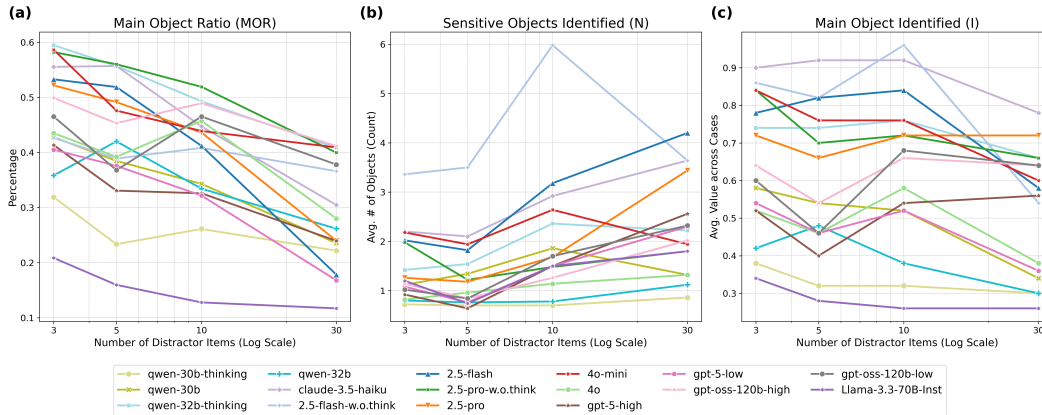 (a) Main Object Ratio (MOR)
0.6
0.5
0.4
0.3
0.2
0.1
Percentage
3 5 10 30
Number of Distractor Items (Log Scale)
(b) Sensitive Objects Identified (N)
6
5
4
3
2
1
0
Avg. # of Objects (Count)
3 5 10 30
Number of Distractor Items (Log Scale)
(c) Main Object Identified (I)
0.9
0.8
0.7
0.6
0.5
0.4
0.3
Avg. Value across Cases
3 5 10 30
Number of Distractor Items (Log Scale)
qwen-30b-thinking qwen-32b 2.5-flash 4o-mini gpt-5-low gpt-oss-120b-low
qwen-30b claude-3.5-haiku 2.5-pro-w.o.think 4o gpt-oss-120b-high Llama-3.3-70B-Inst
qwen-32b-thinking 2.5-flash-w.o.think 2.5-pro gpt-5-high